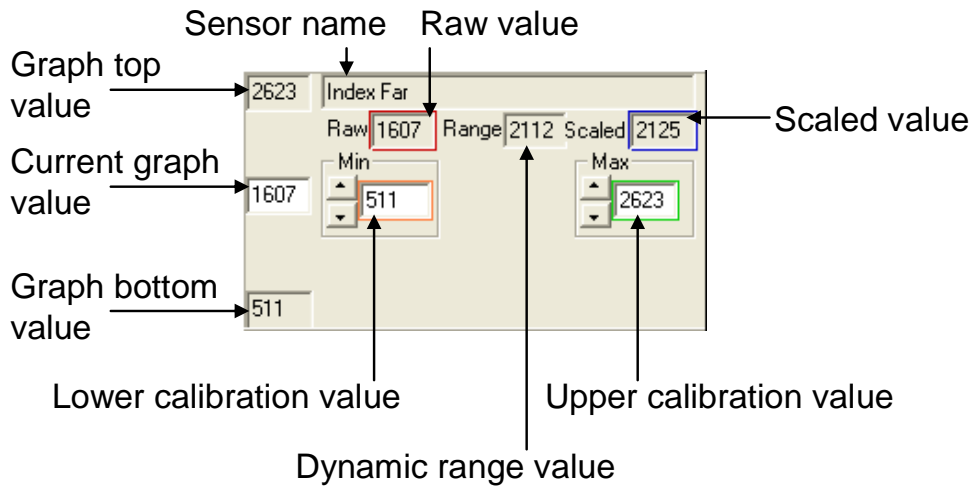 Sensor name Raw value
Graph top
value
2623 Index Far
Raw 1607 Range 2112 Scaled 2125
Scaled value
Current graph
value
Min Max
1607 511 2623
Graph bottom
value
511
Lower calibration value Upper calibration value
Dynamic range value